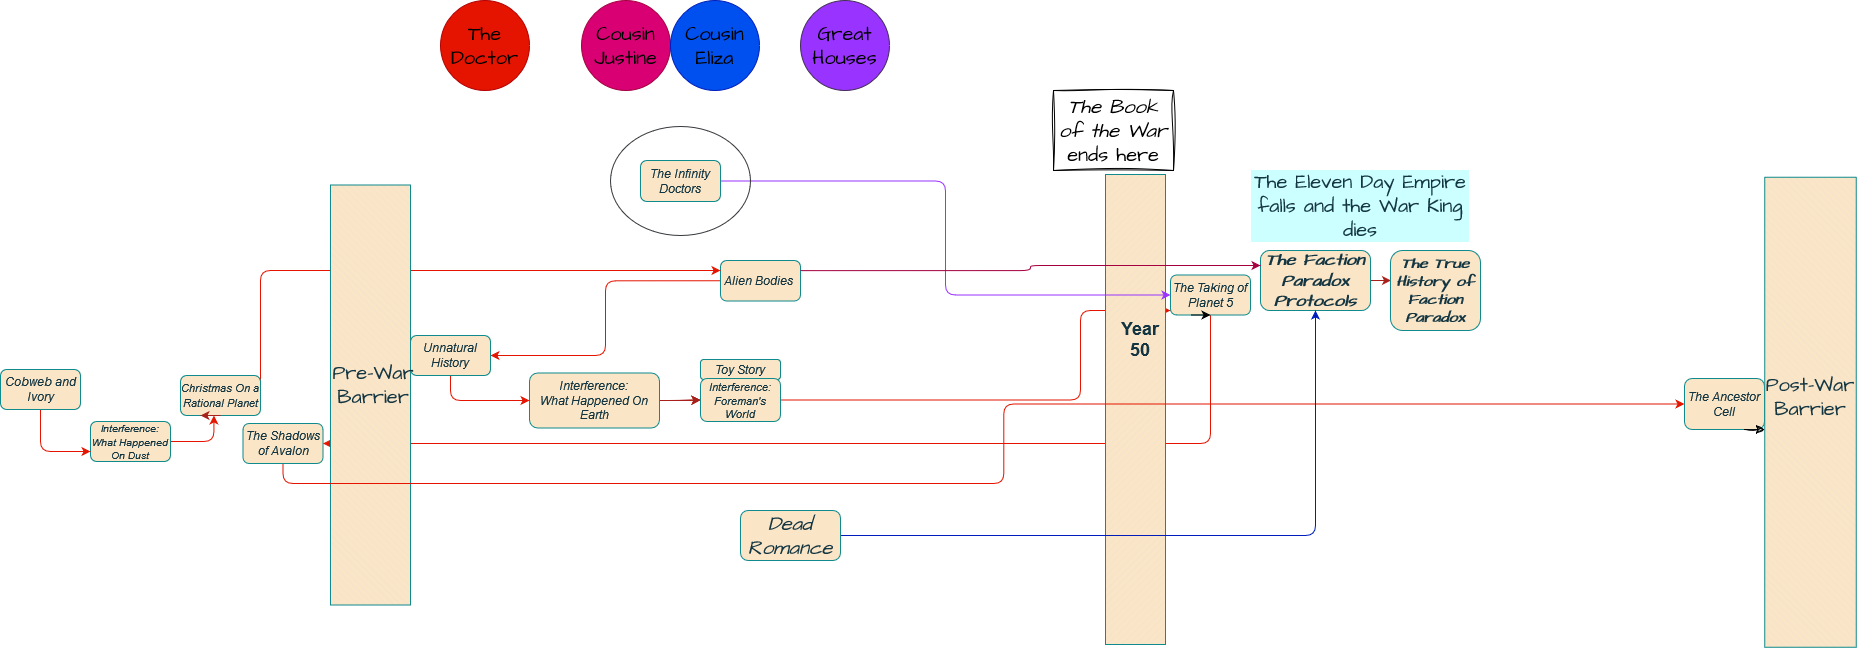 The
Doctor
Cousin
Justine
Cousin
Eliza
Great
Houses
The Book
of the War
ends here
The Infinity
Doctors
The Eleven Day Empire
falls and the War King
dies
Alien Bodies
The Faction
Paradox
Protocols
The True
History of
Faction
Paradox
The Taking of
Planet 5
Year
50
Unnatural
History
Pre-War
Barrier
Toy Story
Interference:
Foreman's
World
Interference:
What Happened On
Earth
Cobweb and
Ivory
Christmas On a
Rational Planet
Interference:
What Happened
On Dust
The Shadows
of Avalon
The Ancestor
Cell
Post-War
Barrier
Dead
Romance